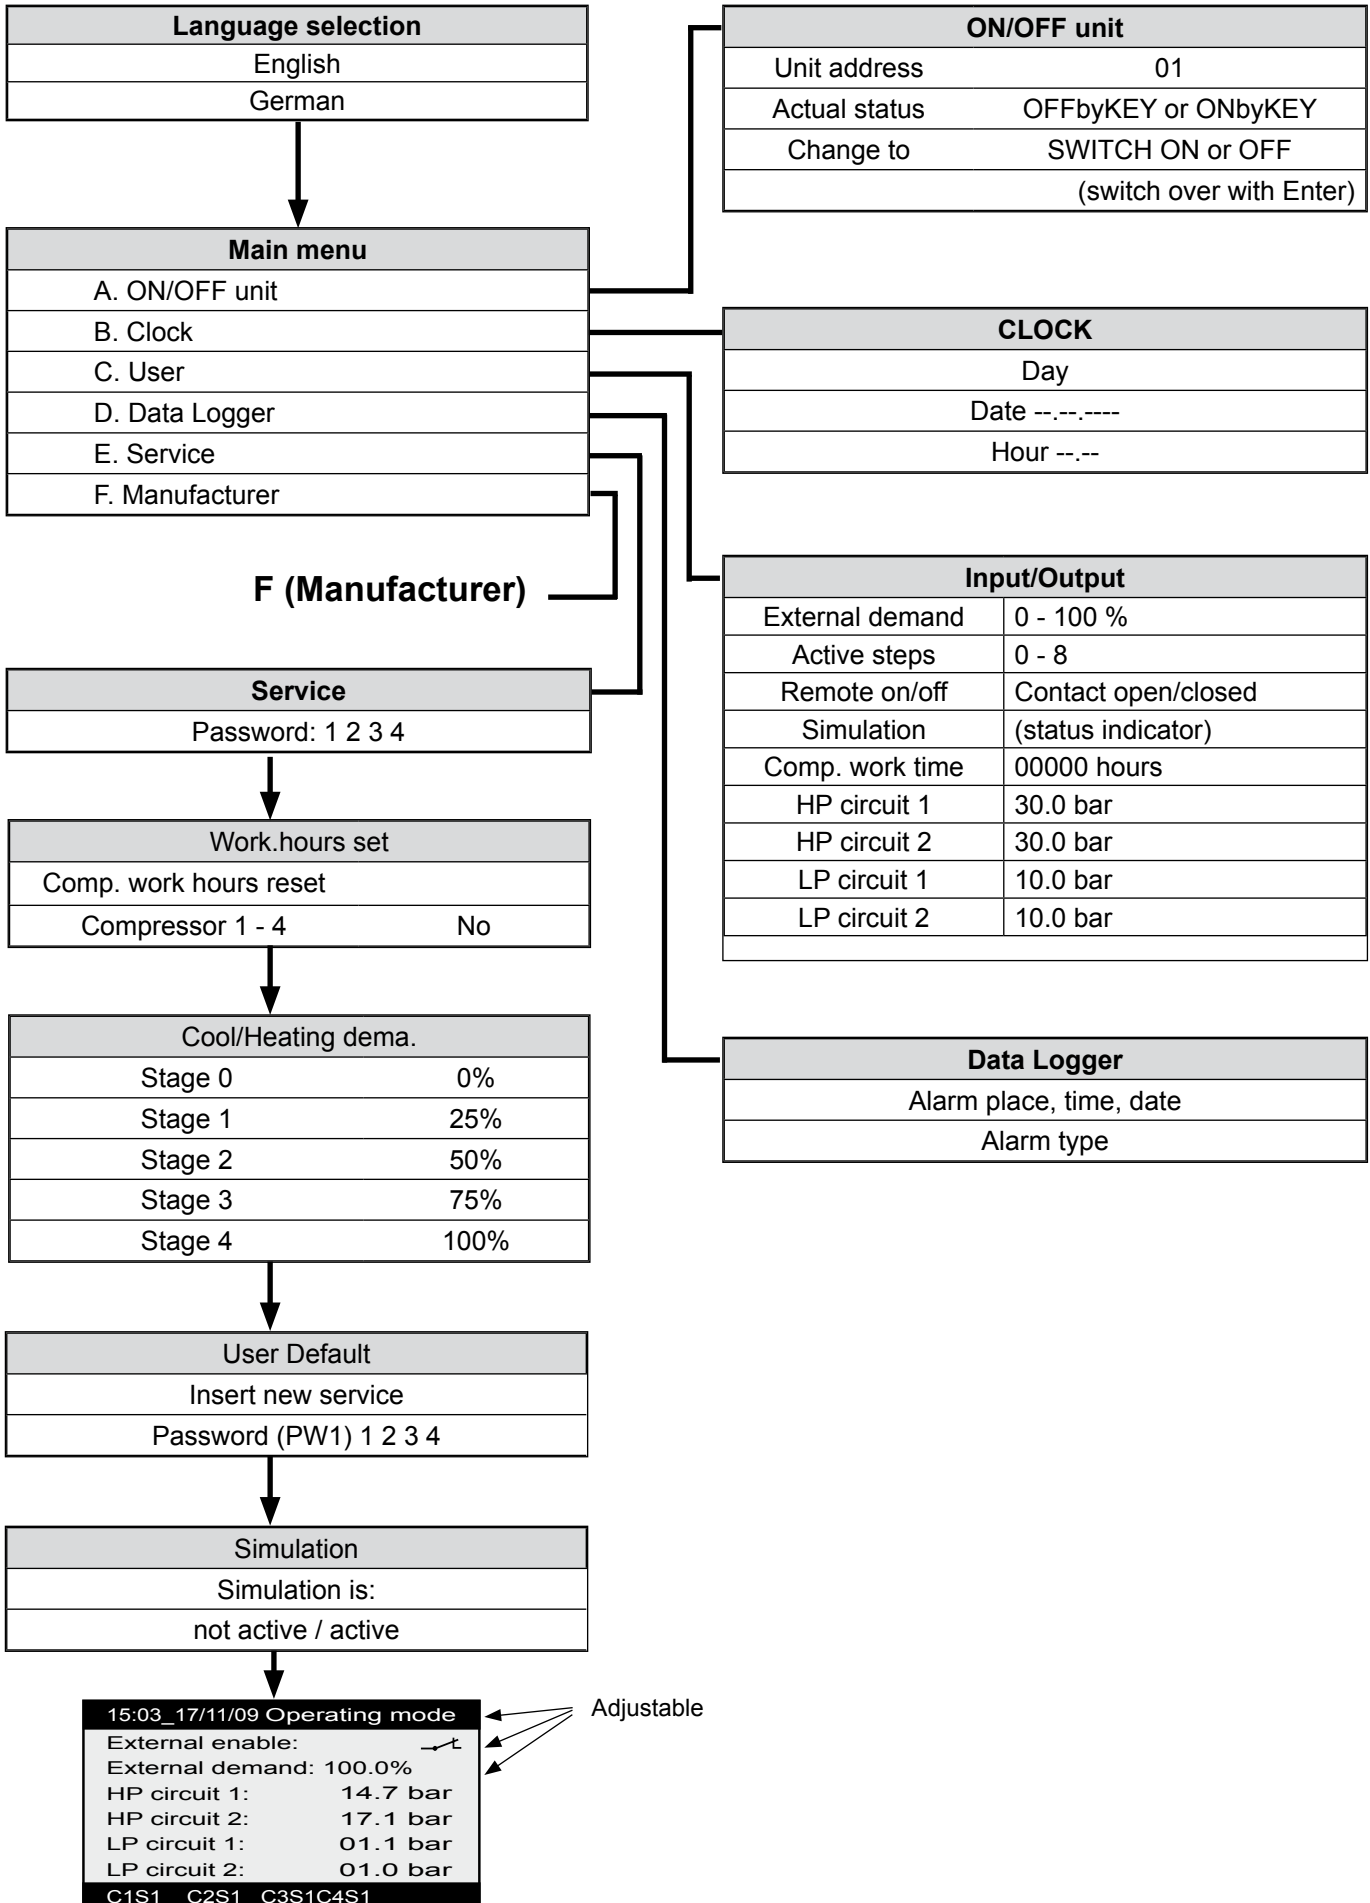 Language selection
English
German
Main menu
A. ON/OFF unit
B. Clock
C. User
D. Data Logger
E. Service
F. Manufacturer
F (Manufacturer)
Service
Password: 1 2 3 4
Work.hours set
Comp. work hours reset
Compressor 1 - 4 No
Cool/Heating dema.
Stage 0 0%
Stage 1 25%
Stage 2 50%
Stage 3 75%
Stage 4 100%
User Default
Insert new service
Password (PW1) 1 2 3 4
Simulation
Simulation is:
not active / active
15:03_17/11/09 Operating mode
External enable:
External demand: 100.0%
HP circuit 1: 14.7 bar
HP circuit 2: 17.1 bar
LP circuit 1: 01.1 bar
LP circuit 2: 01.0 bar
C1S1 C2S1 C3S1C4S1
Adjustable
ON/OFF unit
Unit address 01
Actual status OFFbyKEY or ONbyKEY
Change to SWITCH ON or OFF
(switch over with Enter)
CLOCK
Day
Date --.--.----
Hour --.--
Input/Output
External demand 0 - 100 %
Active steps 0 - 8
Remote on/off Contact open/closed
Simulation (status indicator)
Comp. work time 00000 hours
HP circuit 1 30.0 bar
HP circuit 2 30.0 bar
LP circuit 1 10.0 bar
LP circuit 2 10.0 bar
Data Logger
Alarm place, time, date
Alarm type